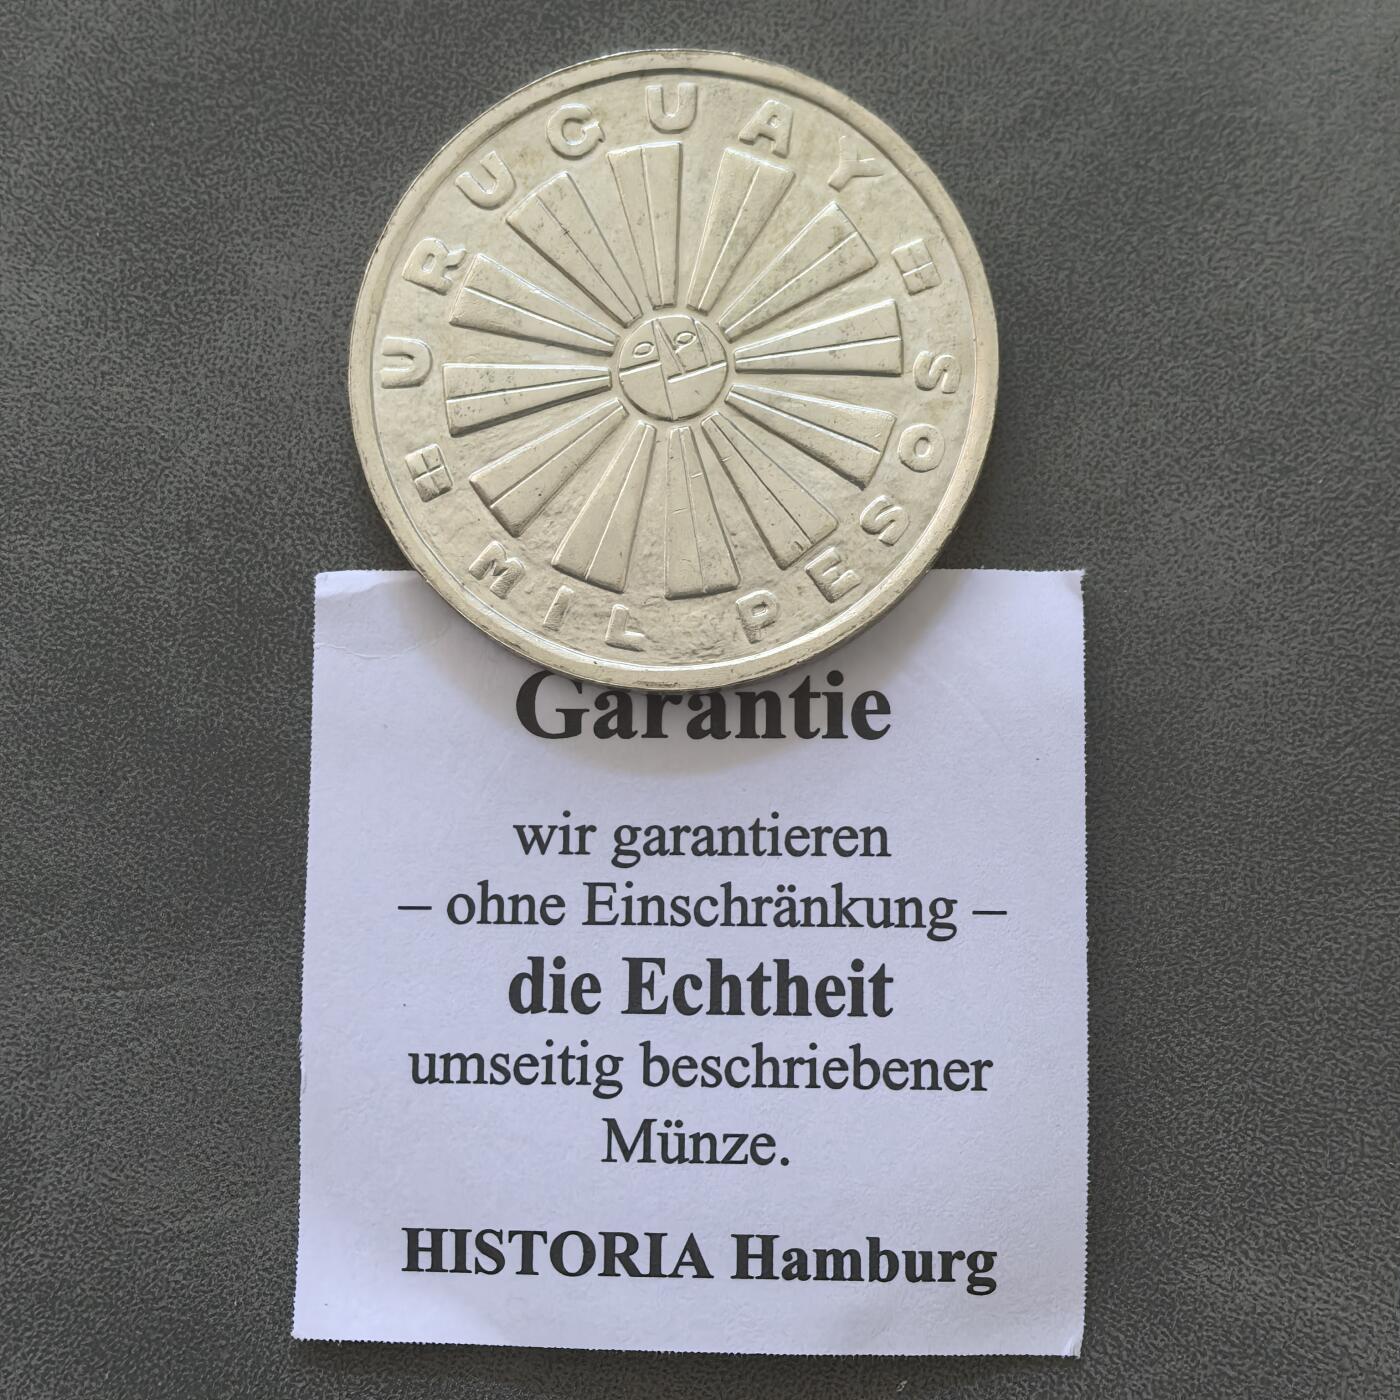 URUGUAY
MIL PESOS
Garantie
wir garantieren
– ohne Einschränkung –
die Echtheit
umseitig beschriebener
Münze.
HISTORIA Hamburg